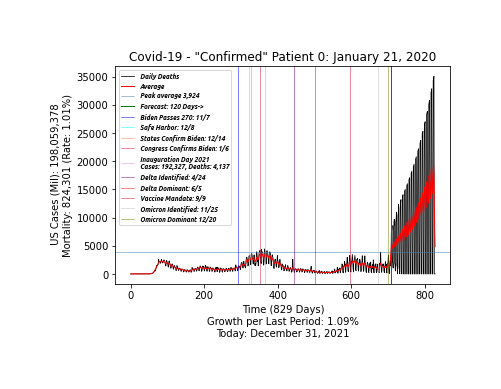 Covid-19 - "Confirmed" Patient 0: January 21, 2020
US Cases (Mil): 198,059,378
Mortality: 824,301 (Rate: 1.01%)
35000
30000
25000
20000
15000
10000
5000
0
Daily Deaths
Average
Peak average 3,924
Forecast: 120 Days->
Biden Passes 270: 11/7
Safe Harbor: 12/8
States Confirm Biden: 12/14
Congress Confirms Biden: 1/6
Inauguration Day 2021
Cases: 192,327, Deaths: 4,137
Delta Identified: 4/24
Delta Dominant: 6/5
Vaccine Mandate: 9/9
Omicron Identified: 11/25
Omicron Dominant 12/20
0 200 400 600 800
Time (829 Days)
Growth per Last Period: 1.09%
Today: December 31, 2021